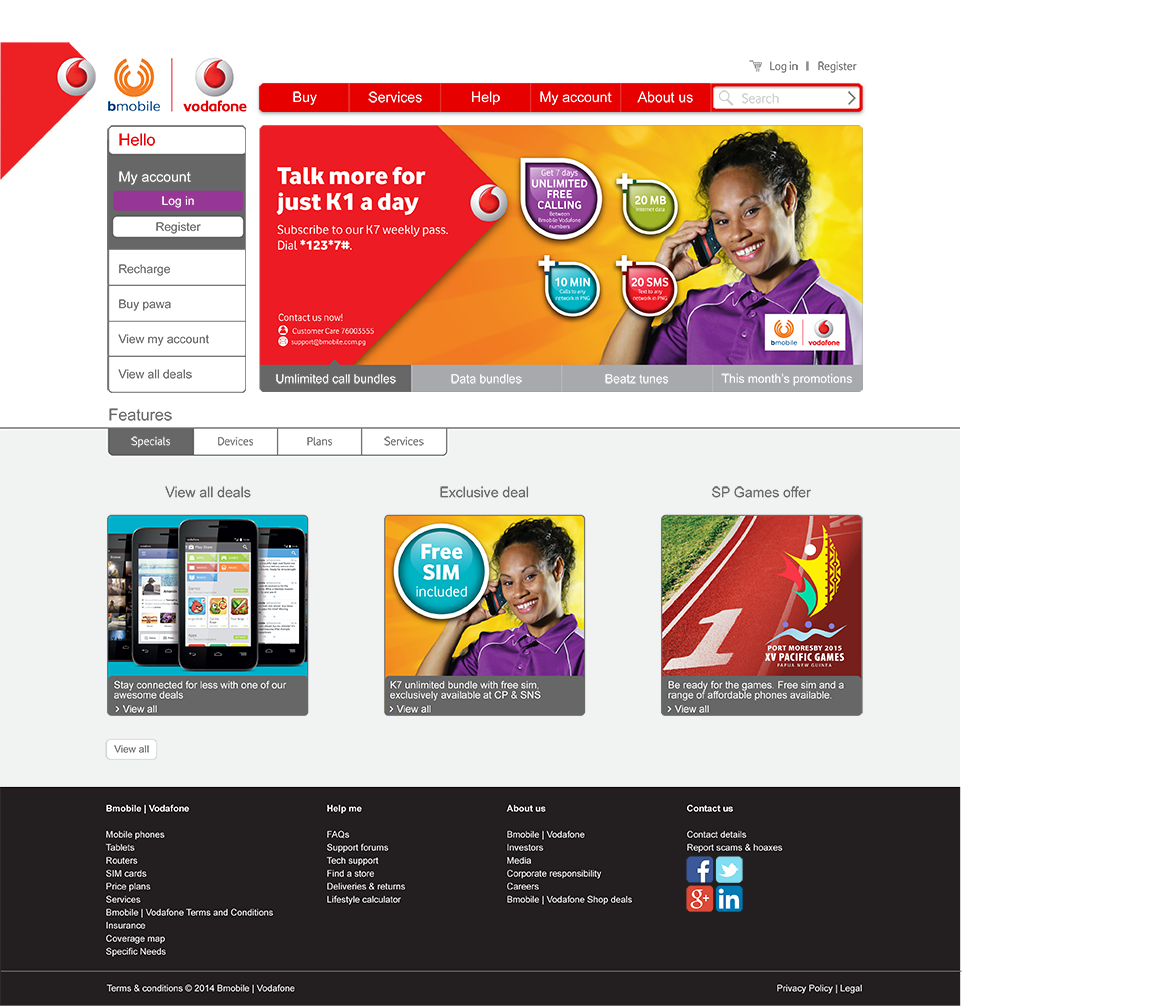 Log in | Register
bmobile | vodafone
Buy
Services
Help
My account
About us
Search
Hello
My account
Log in
Register
Recharge
Buy pawa
View my account
View all deals
Talk more for
just K1 a day
Subscribe to our K7 weekly pass.
Dial *123*7#.
Contact us now!
Customer Care 76003555
support@bmobile.com.pg
Get 7 days
UNLIMITED
FREE
CALLING
Between
Bmobile Vodafone
numbers
20 MB
Internet data
10 MIN
Calls to any
network in PNG
20 SMS
Text to any
network in PNG
bmobile | vodafone
Umlimited call bundles
Data bundles
Beatz tunes
This month's promotions
Features
Specials
Devices
Plans
Services
View all deals
Exclusive deal
SP Games offer
Play Store
Free
SIM
included
1
PORT MORESBY 2015
XV PACIFIC GAMES
PAPUA NEW GUINEA
Stay connected for less with one of our
awesome deals
> View all
K7 unlimited bundle with free sim,
exclusively available at CP & SNS
> View all
Be ready for the games. Free sim and a
range of affordable phones available.
> View all
View all
Bmobile | Vodafone
Mobile phones
Tablets
Routers
SIM cards
Price plans
Services
Bmobile | Vodafone Terms and Conditions
Insurance
Coverage map
Specific Needs
Help me
FAQs
Support forums
Tech support
Find a store
Deliveries & returns
Lifestyle calculator
About us
Bmobile | Vodafone
Investors
Media
Corporate responsibility
Careers
Bmobile | Vodafone Shop deals
Contact us
Contact details
Report scams & hoaxes
f
g+
in
Terms & conditions © 2014 Bmobile | Vodafone
Privacy Policy | Legal